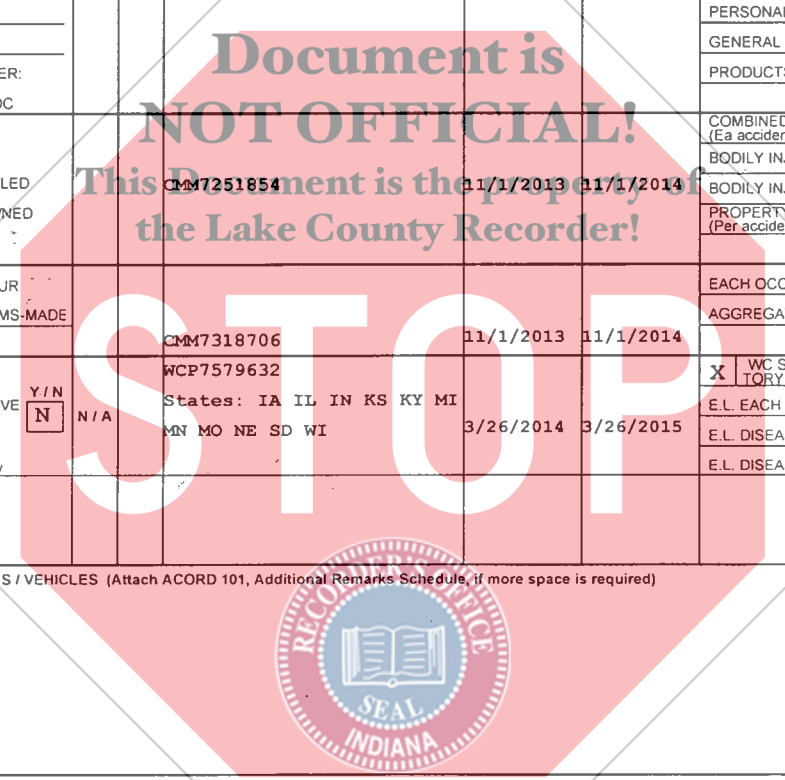 PERSONAL
GENERAL
PRODUCTS
ER:
OC
Document is
NOT OFFICIAL!
This Document is the property of
the Lake County Recorder!
COMBINED
(Ea acciden
BODILY INJ
LED
CMM7251854 11/1/2013 11/1/2014
BODILY INJ
NED
PROPERTY
(Per accide
UR
EACH OCC
MS-MADE
AGGREGA
CMM7318706 11/1/2013 11/1/2014
STOP
WCP7579632
X WC S
TORY
Y / N
VE N N / A
States: IA IL IN KS KY MI
E.L. EACH
MN MO NE SD WI 3/26/2014 3/26/2015
E.L. DISEA
E.L. DISEA
S / VEHICLES (Attach ACORD 101, Additional Remarks Schedule, if more space is required)
RECORDER'S OFFICE
SEAL
INDIANA